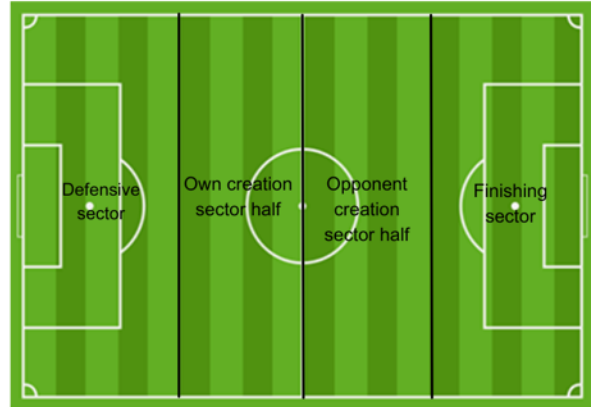 Defensive
sector
Own creation
sector half
Opponent
creation
sector half
Finishing
sector